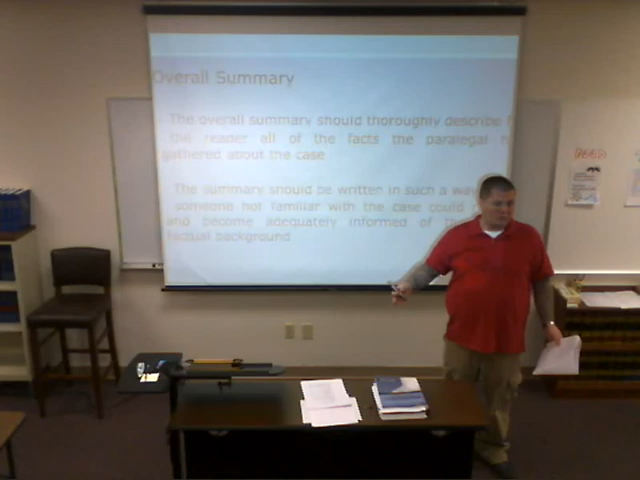 Overall Summary
The overall summary should thoroughly describe
the reader all of the facts the paralegal
gathered about the case
The summary should be written in such a way
someone not familiar with the case could
and become adequately informed of
factual background